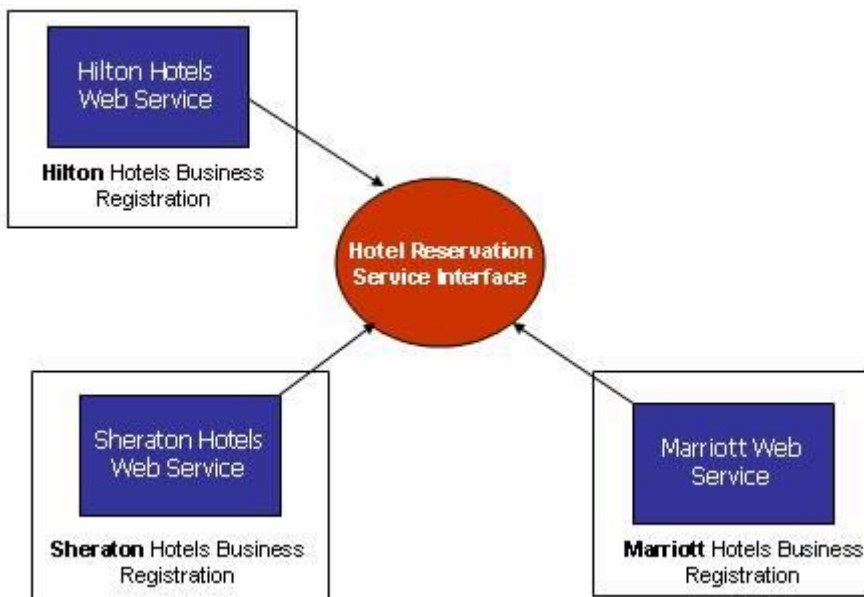 Hilton Hotels
Web Service
Hilton Hotels Business
Registration
Hotel Reservation
Service Interface
Sheraton Hotels
Web Service
Sheraton Hotels Business
Registration
Marriott Web
Service
Marriott Hotels Business
Registration